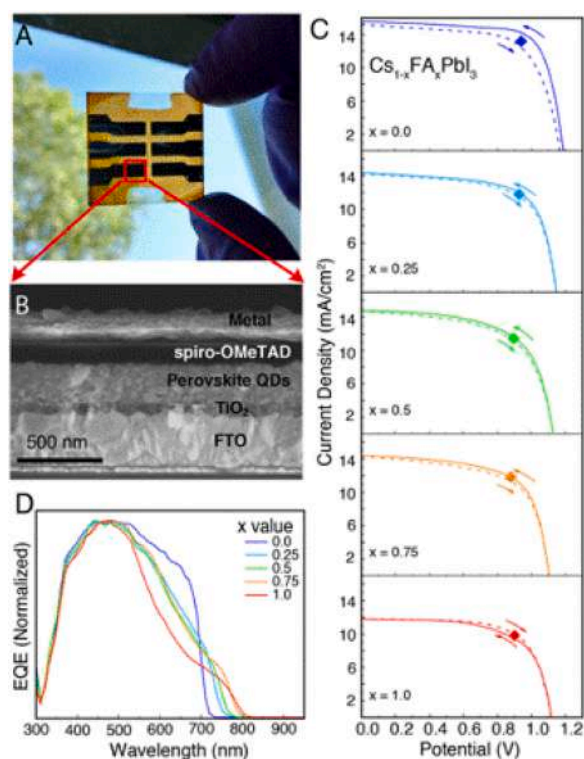 A
B
Metal
spiro-OMeTAD
Perovskite QDs
TiO₂
FTO
500 nm
C
Current Density (mA/cm²)
14
10
6
2
Cs₁₋ₓFAₓPbI₃
x = 0.0
14
10
6
2
x = 0.25
14
10
6
2
x = 0.5
14
10
6
2
x = 0.75
14
10
6
2
x = 1.0
0.0 0.2 0.4 0.6 0.8 1.0 1.2
Potential (V)
D
EQE (Normalized)
x value
0.0
0.25
0.5
0.75
1.0
300 400 500 600 700 800 900
Wavelength (nm)